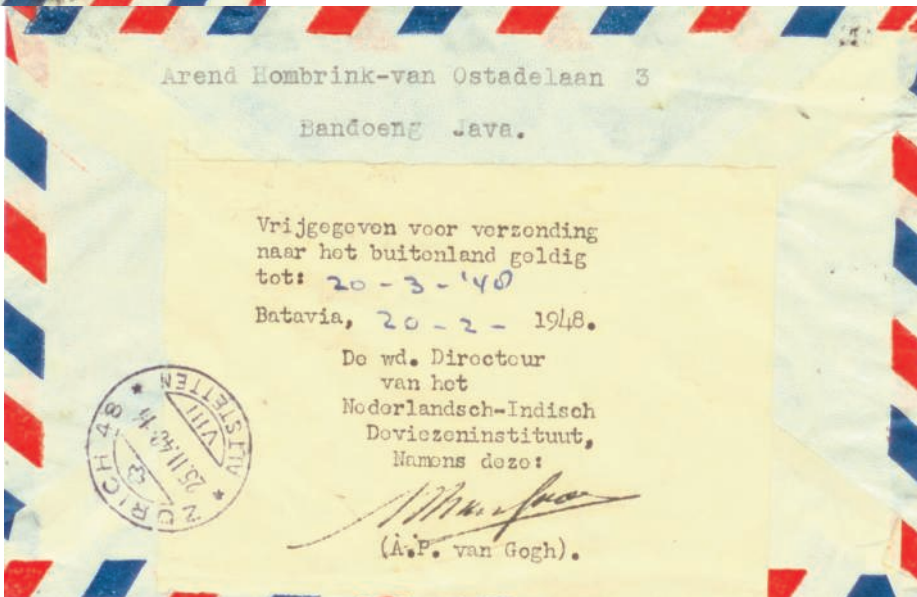 Arend Hombrink-van Ostadelaan 3
Bandoeng Java.
Vrijgegeven voor verzending
naar het buitenland geldig
tot: 20-3-'48
Batavia, 20-2- 1948.
De wd. Directeur
van het
Nederlandsch-Indisch
Deviezeninstituut,
Namens deze:
(A.P. van Gogh).
ZÜRICH 48
ALTSTETTEN
VIII
25.II.48.-14